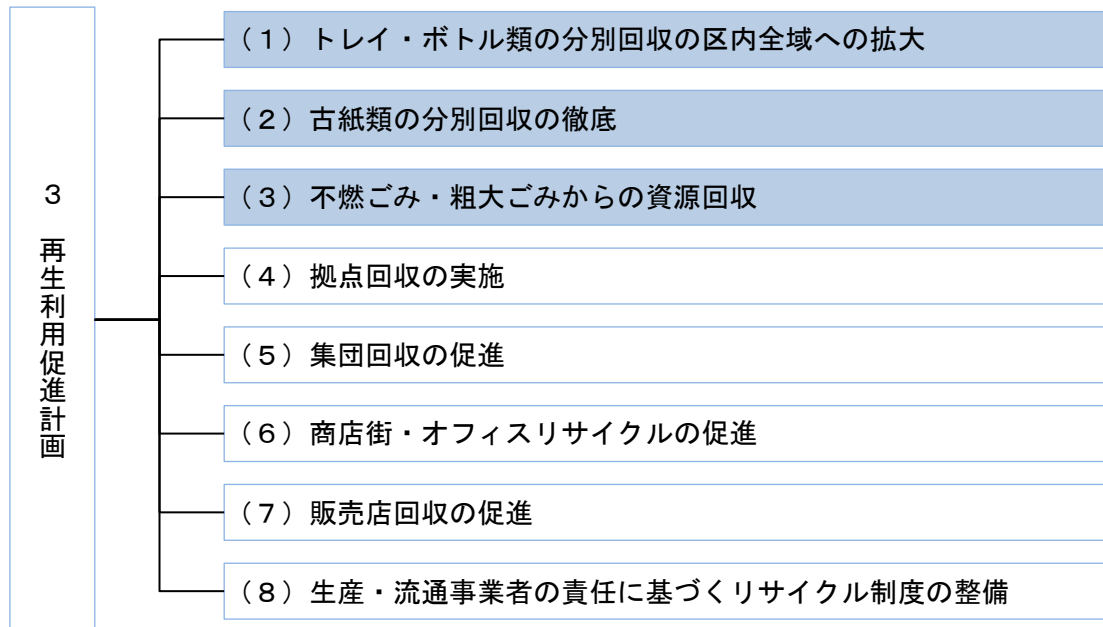 3 再生利用促進計画
（１）トレイ・ボトル類の分別回収の区内全域への拡大
（２）古紙類の分別回収の徹底
（３）不燃ごみ・粗大ごみからの資源回収
（４）拠点回収の実施
（５）集団回収の促進
（６）商店街・オフィスリサイクルの促進
（７）販売店回収の促進
（８）生産・流通事業者の責任に基づくリサイクル制度の整備